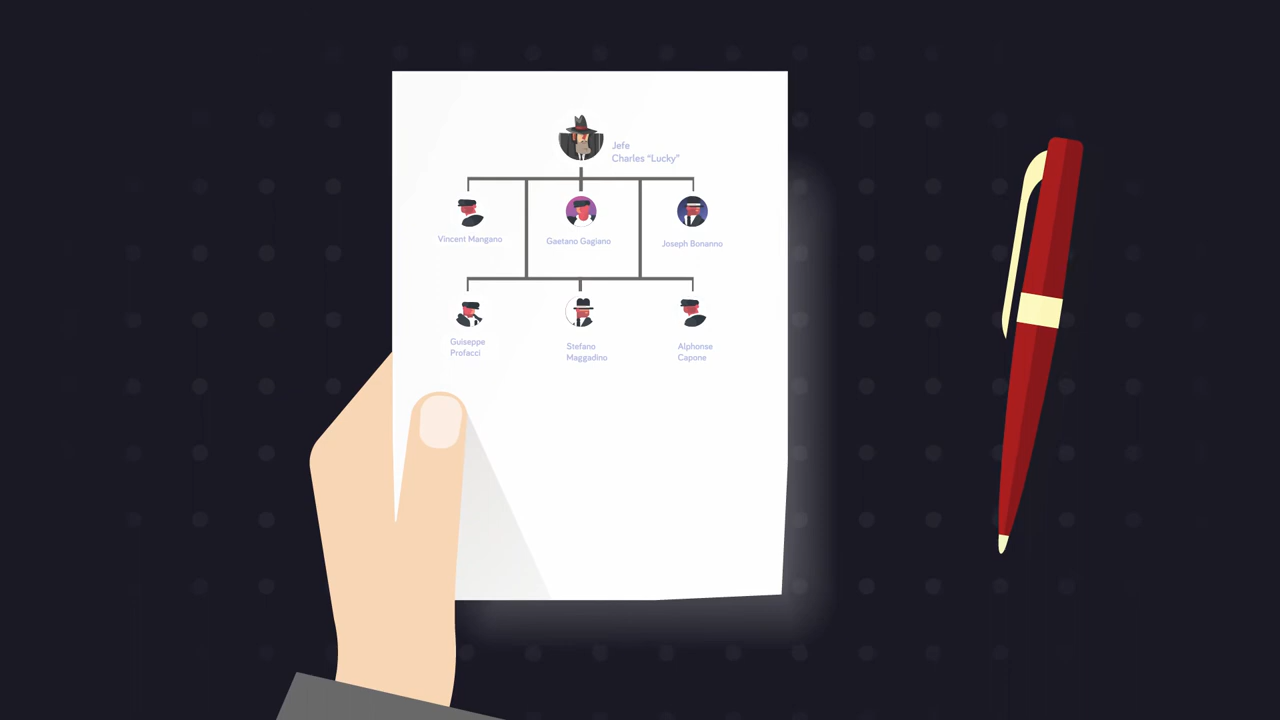 Jefe
Charles “Lucky”
Vincent Mangano
Gaetano Gagiano
Joseph Bonanno
Guiseppe
Profacci
Stefano
Maggadino
Alphonse
Capone